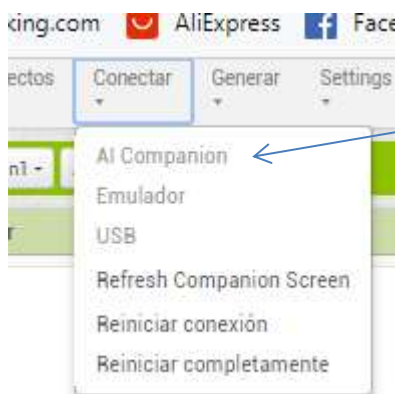 king.com AliExpress Face
ectos Conectar Generar Settings
n1
AI Companion
Emulador
USB
r
Refresh Companion Screen
Reiniciar conexión
Reiniciar completamente